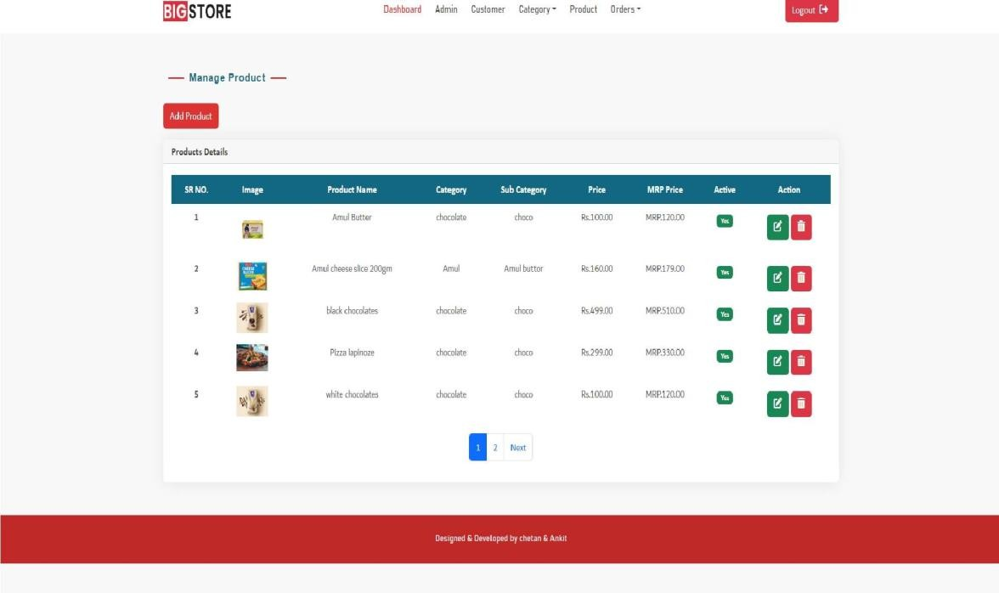 BIGSTORE Dashboard Admin Customer Category Product Orders Logout
Manage Product
Add Product
Products Details
SR NO. Image Product Name Category Sub Category Price MRP Price Active Action
1 Amul Butter chocolate choco Rs.100.00 MRP.120.00 Yes
2 Amul cheese slice 200gm Amul Amul buttor Rs.160.00 MRP.179.00 Yes
3 black chocolates chocolate choco Rs.499.00 MRP.510.00 Yes
4 Pizza lapinoze chocolate choco Rs.299.00 MRP.330.00 Yes
5 white chocolates chocolate choco Rs.100.00 MRP.120.00 Yes
1 2 Next
Designed & Developed by chetan & Ankit